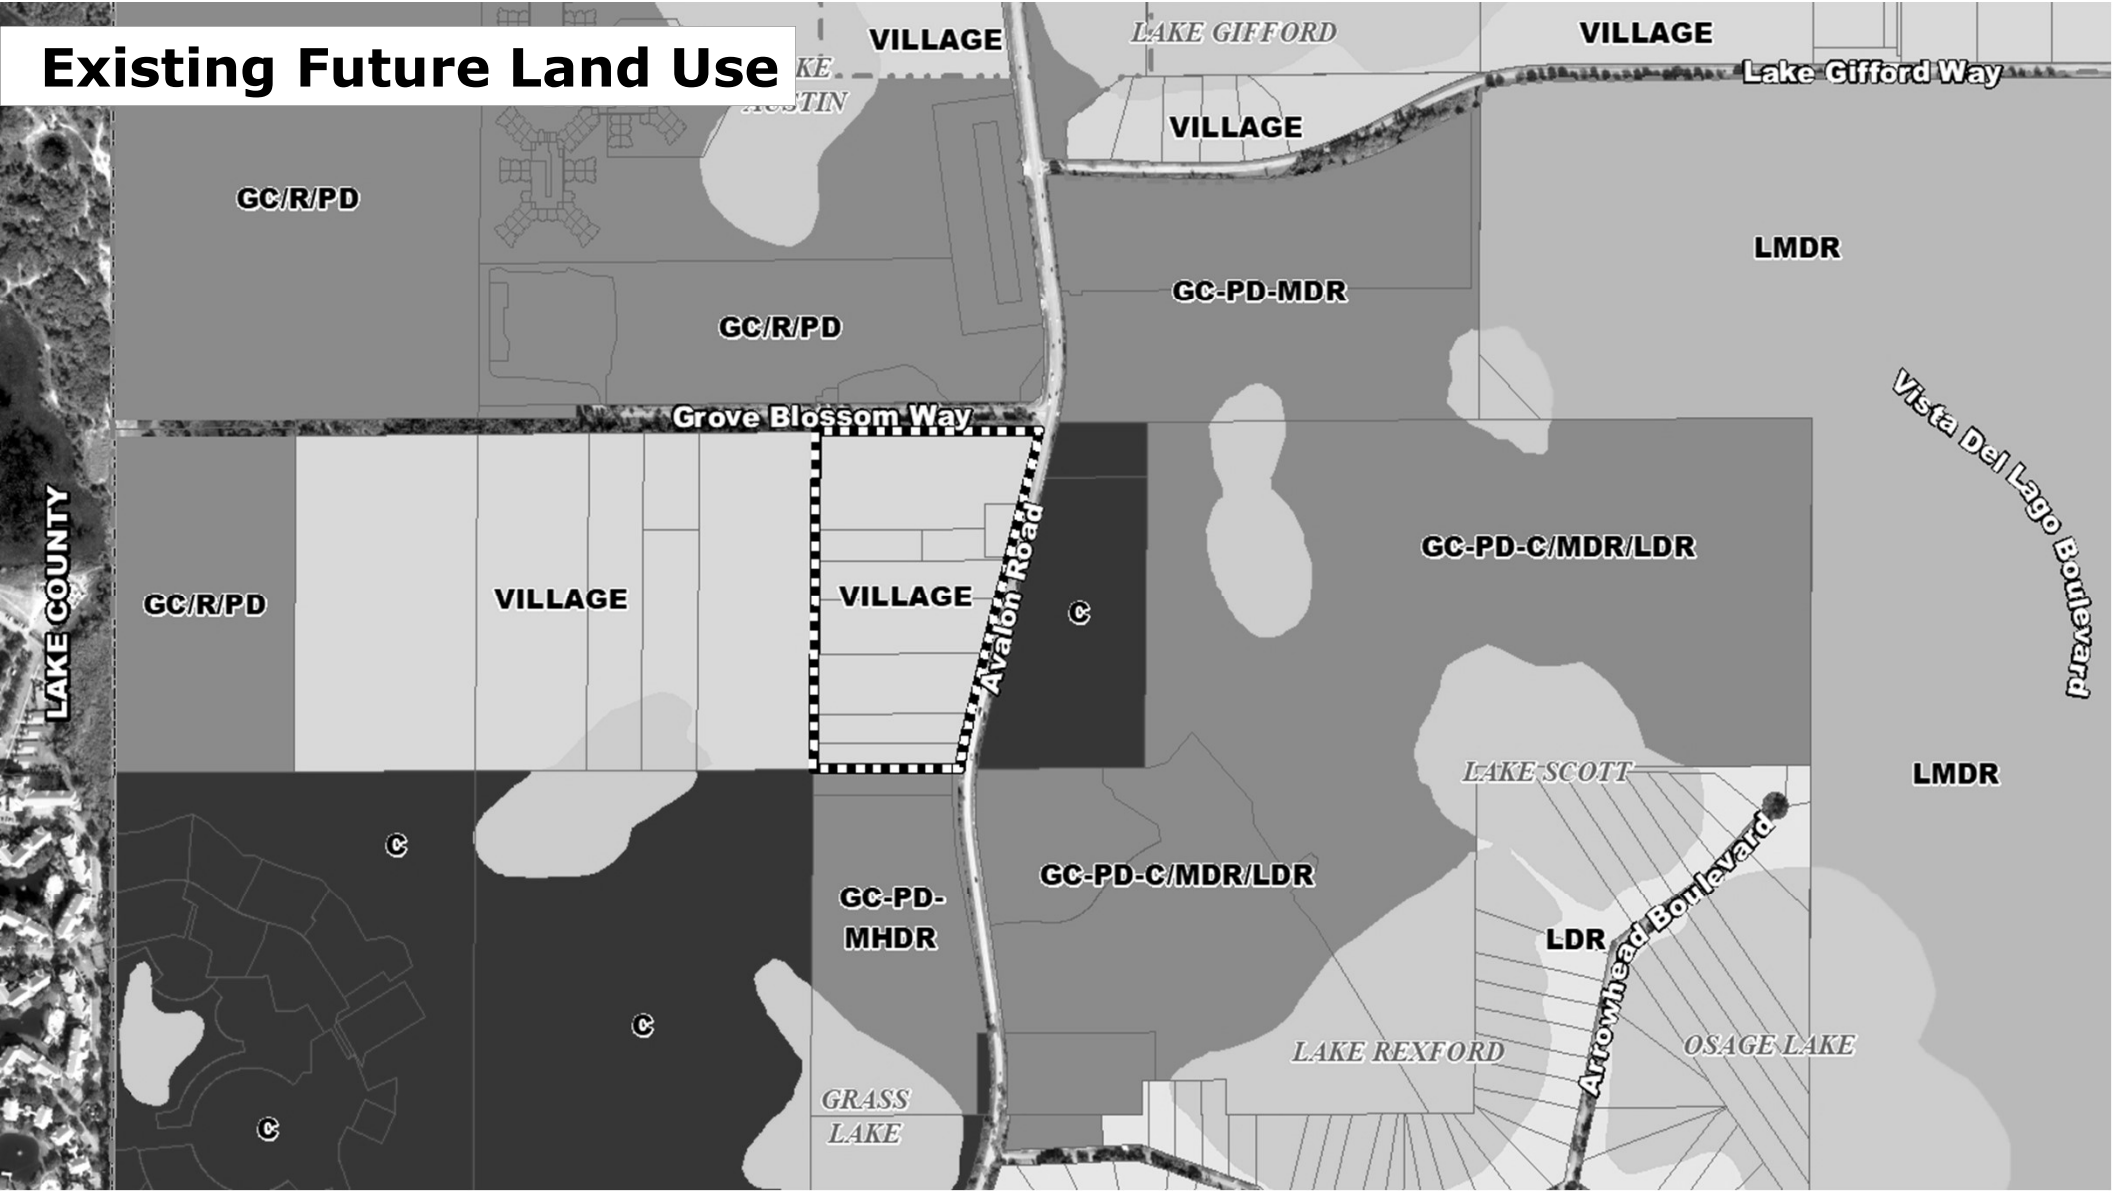 Existing Future Land Use
VILLAGE
LAKE GIFFORD
VILLAGE
KE
AUSTIN
Lake Gifford Way
VILLAGE
GC/R/PD
LMDR
GC-PD-MDR
GC/R/PD
Grove Blossom Way
Vista Del Lago Boulevard
LAKE COUNTY
GC/R/PD
VILLAGE
VILLAGE
Avalon Road
C
GC-PD-C/MDR/LDR
LAKE SCOTT
LMDR
C
GC-PD-
MHDR
GC-PD-C/MDR/LDR
LDR
Arrowhead Boulevard
C
LAKE REXFORD
OSAGE LAKE
GRASS
LAKE
C